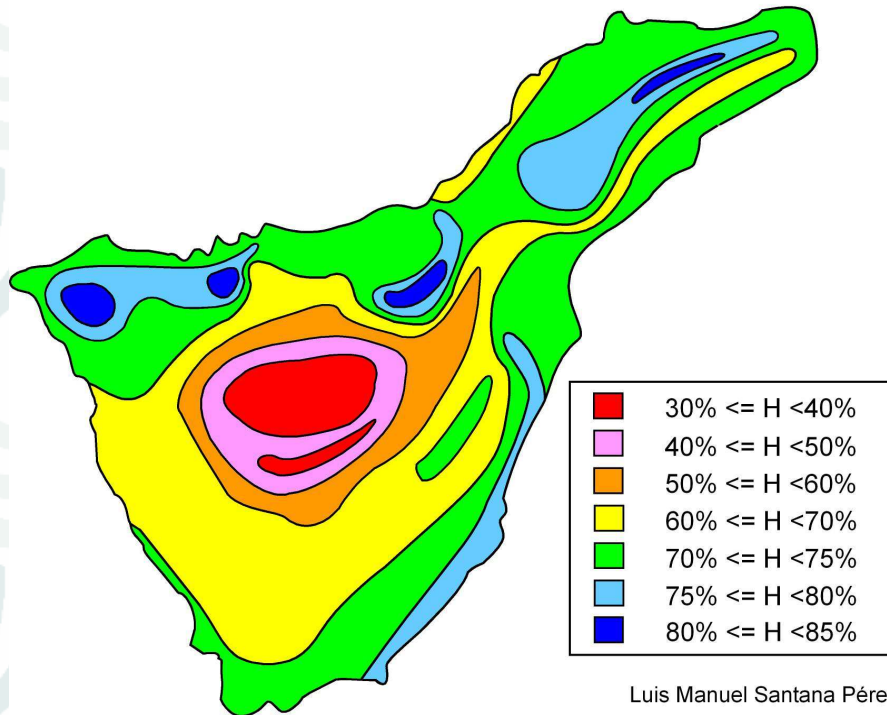 30% <= H <40%
40% <= H <50%
50% <= H <60%
60% <= H <70%
70% <= H <75%
75% <= H <80%
80% <= H <85%
Luis Manuel Santana Pére